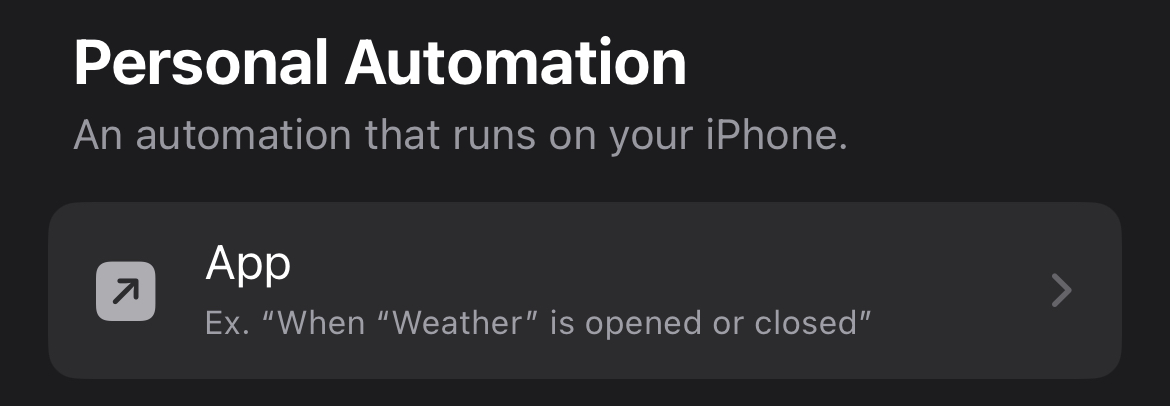 Personal Automation
An automation that runs on your iPhone.
App
Ex. “When “Weather” is opened or closed”